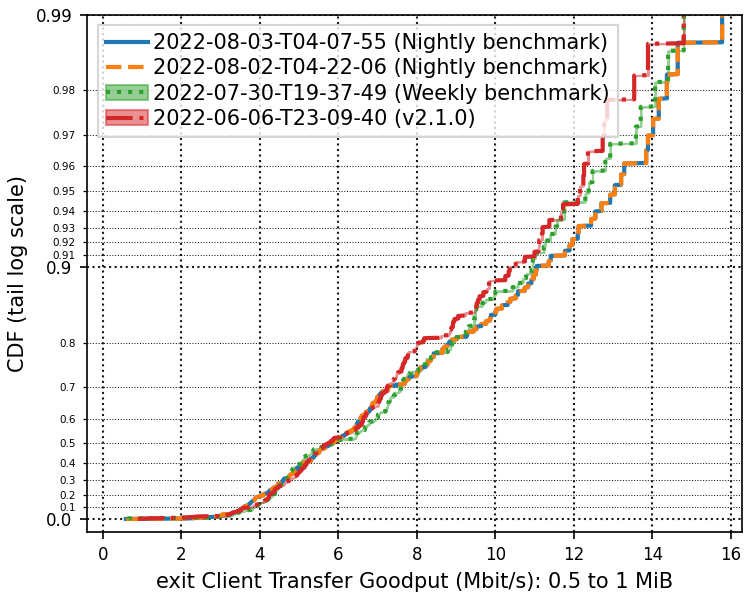 0.99
2022-08-03-T04-07-55 (Nightly benchmark)
2022-08-02-T04-22-06 (Nightly benchmark)
2022-07-30-T19-37-49 (Weekly benchmark)
2022-06-06-T23-09-40 (v2.1.0)
0.98
0.97
0.96
0.95
0.94
0.93
0.92
0.91
0.9
0.8
0.7
0.6
0.5
0.4
0.3
0.2
0.1
0.0
CDF (tail log scale)
0 2 4 6 8 10 12 14 16
exit Client Transfer Goodput (Mbit/s): 0.5 to 1 MiB